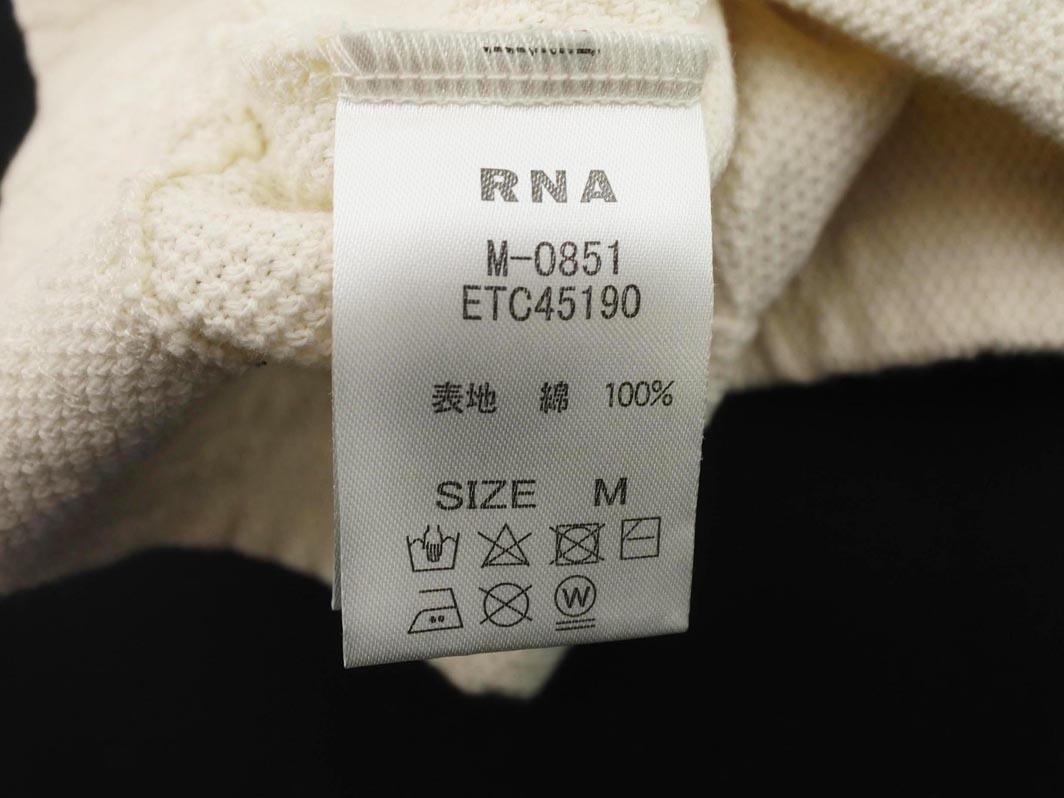 RNA
M-0851
ETC45190
表地 綿 100%
SIZE M
W